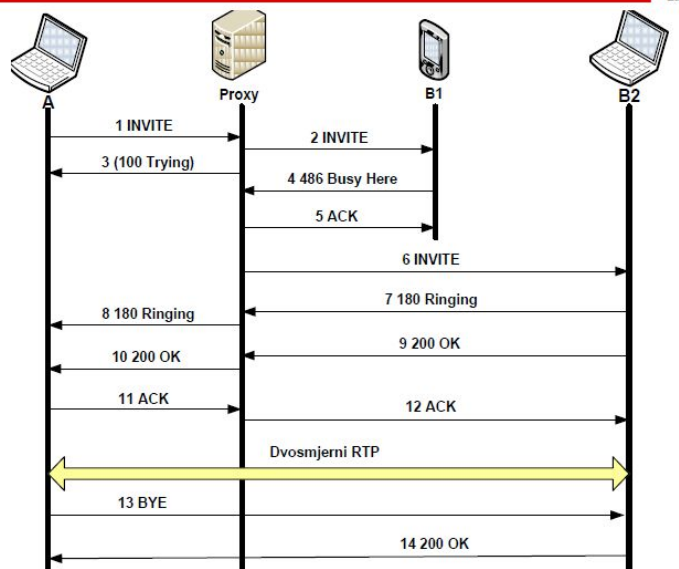 A
Proxy
B1
B2
1 INVITE
2 INVITE
3 (100 Trying)
4 486 Busy Here
5 ACK
6 INVITE
7 180 Ringing
8 180 Ringing
9 200 OK
10 200 OK
11 ACK
12 ACK
Dvosmjerni RTP
13 BYE
14 200 OK